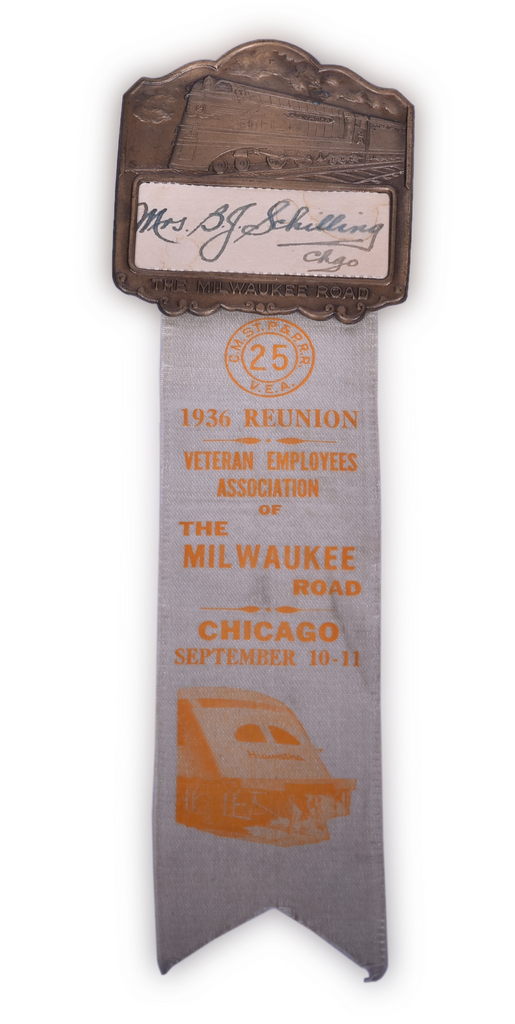 Mrs. B.J. Schilling
Chgo
THE MILWAUKEE ROAD
C.M.ST.P.& P.R.R.
25
V.E.A.
1936 REUNION
VETERAN EMPLOYEES
ASSOCIATION
OF
THE
MILWAUKEE
ROAD
CHICAGO
SEPTEMBER 10-11
Hiawatha